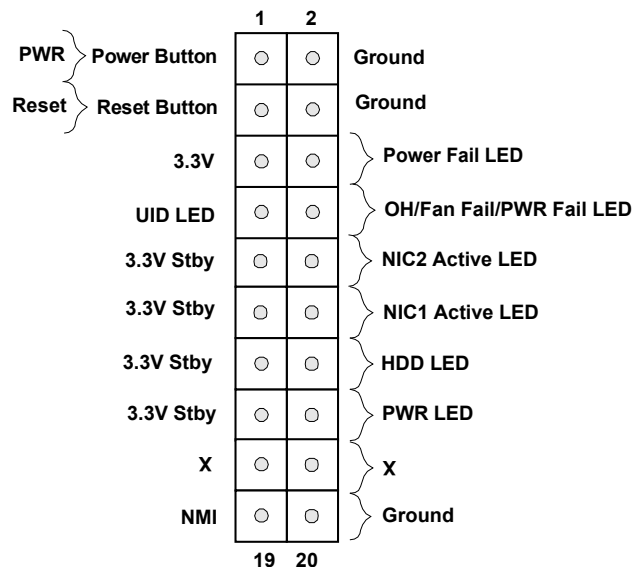 1 2
PWR Power Button Ground
Reset Reset Button Ground
3.3V Power Fail LED
UID LED OH/Fan Fail/PWR Fail LED
3.3V Stby NIC2 Active LED
3.3V Stby NIC1 Active LED
3.3V Stby HDD LED
3.3V Stby PWR LED
X X
NMI Ground
19 20